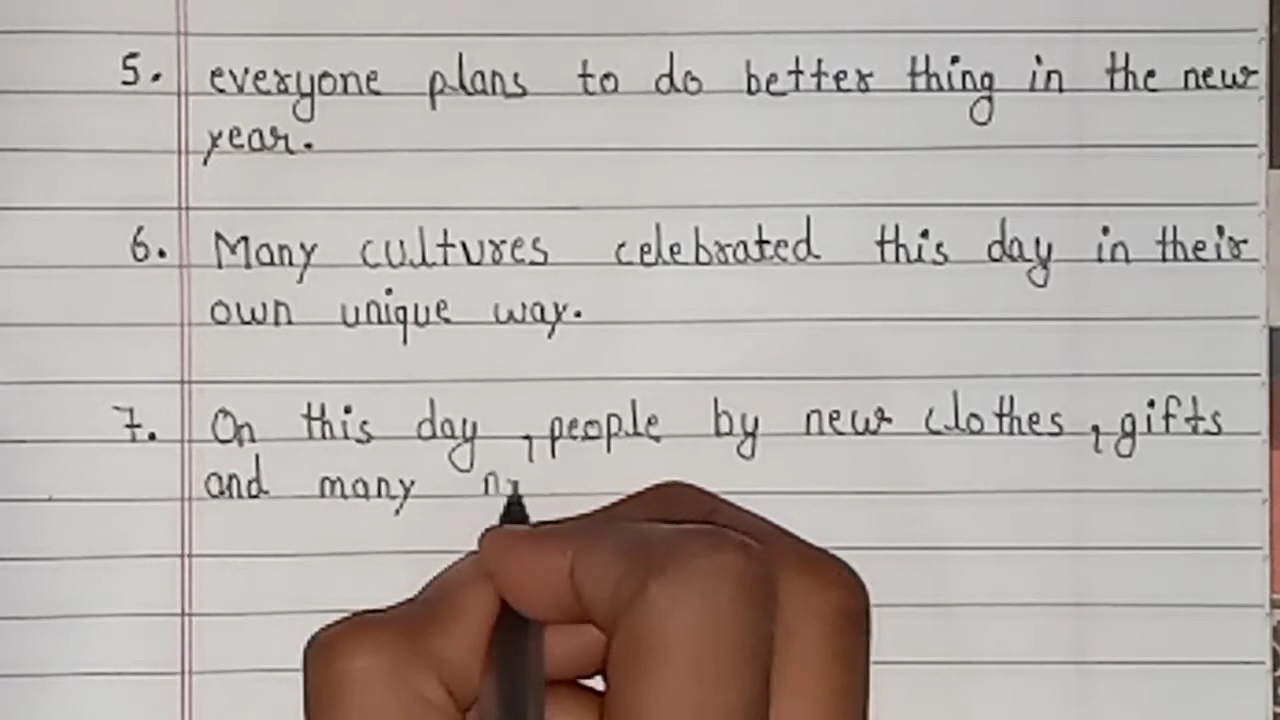 5. everyone plans to do better thing in the new
year.
6. Many cultures celebrated this day in their
own unique way.
7. On this day , people by new clothes , gifts
and many